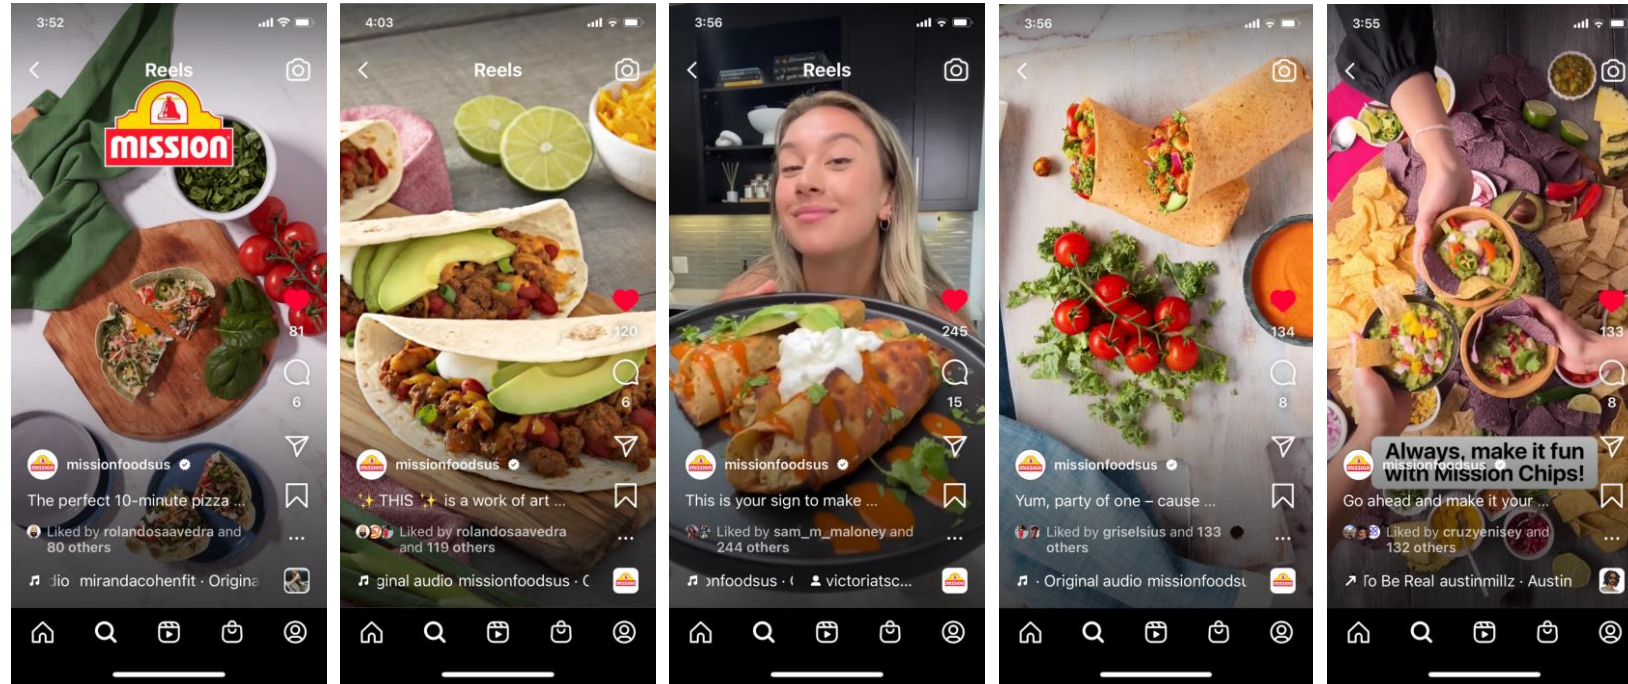 3:52
Reels
MISSION
81
6
missionfoodsus
The perfect 10-minute pizza ...
Liked by rolandosaavedra and
80 others
dio mirandacohenfit · Origina
4:03
Reels
120
6
missionfoodsus
✨ THIS ✨ is a work of art ...
Liked by rolandosaavedra
and 119 others
ginal audio missionfoodsus · C
3:56
Reels
245
15
missionfoodsus
This is your sign to make ...
Liked by sam_m_maloney and
244 others
onfoodsus · ( victoriatsc...
3:56
134
8
missionfoodsus
Yum, party of one – cause ...
Liked by griselsius and 133
others
· Original audio missionfoodsu
3:55
133
8
Always, make it fun
with Mission Chips!
missionfoodsus
Go ahead and make it your ...
Liked by cruzyenisey and
132 others
To Be Real austinmillz · Austin